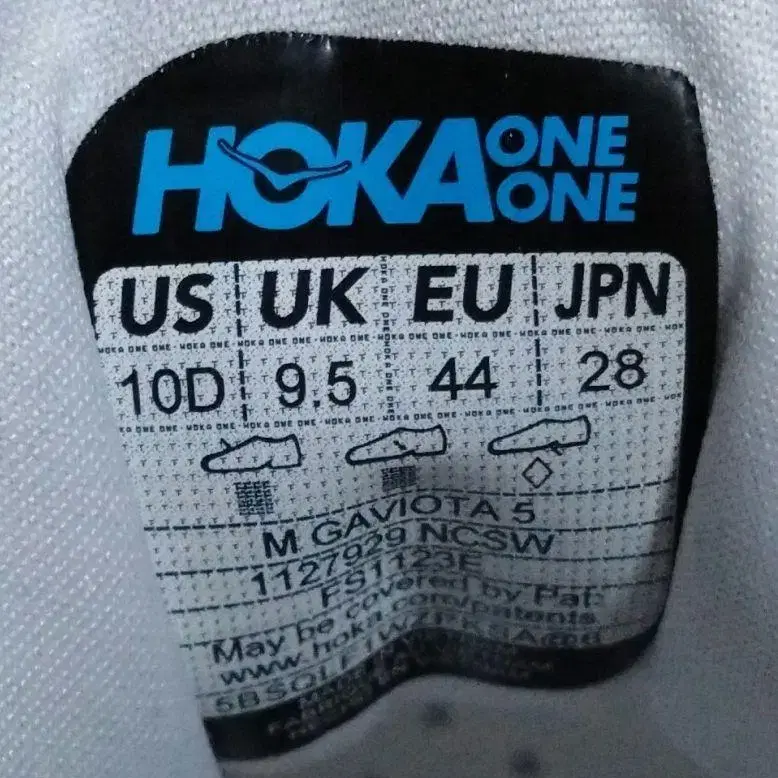 HOKA ONE ONE
US UK EU JPN
10D 9.5 44 28
M GAVIOTA 5
1127929 NCSW
FS1123E
May be covered by Pat:
www.hoka.com/patents